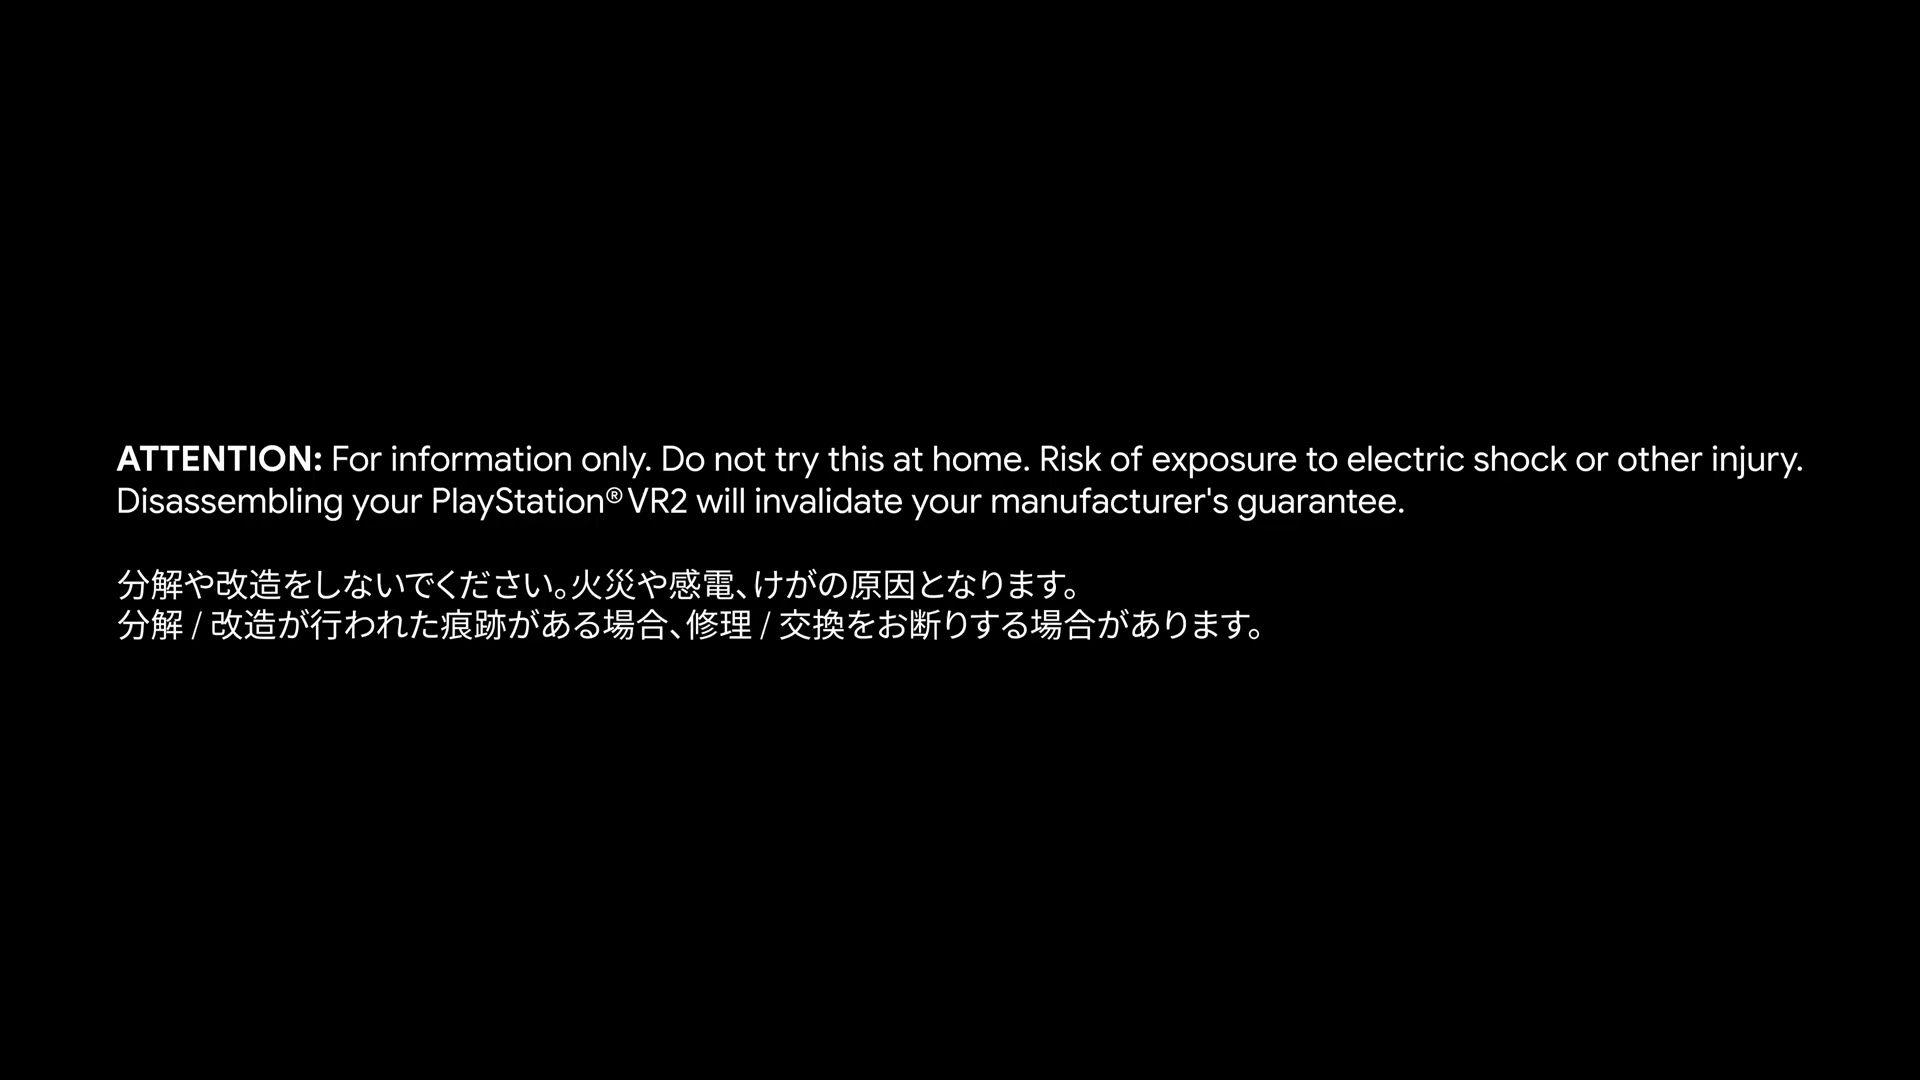 ATTENTION: For information only. Do not try this at home. Risk of exposure to electric shock or other injury.
Disassembling your PlayStation®VR2 will invalidate your manufacturer's guarantee.
分解や改造をしないでください。火災や感電、けがの原因となります。
分解 / 改造が行われた痕跡がある場合、修理 / 交換をお断りする場合があります。